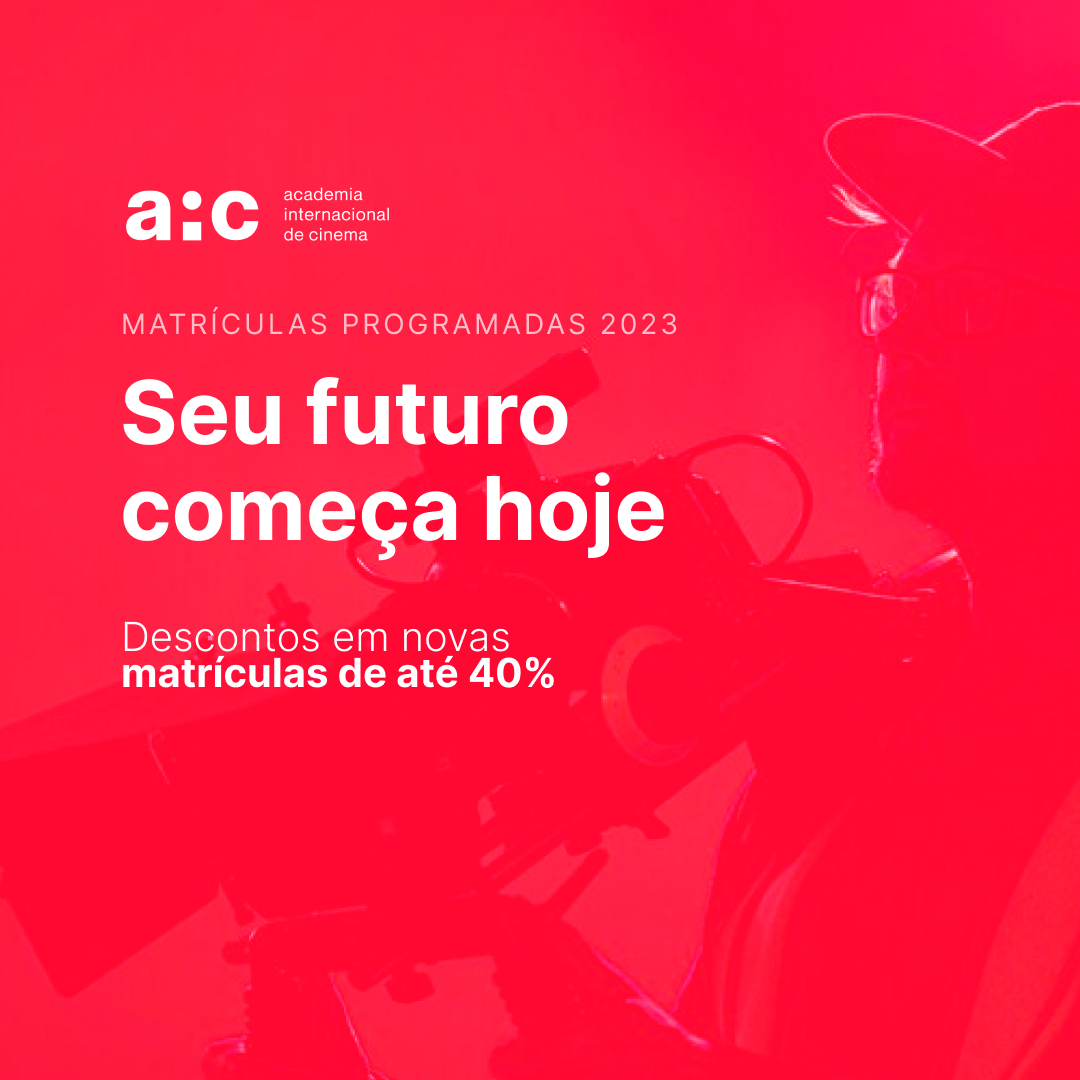 a:c
academia
internacional
de cinema
MATRÍCULAS PROGRAMADAS 2023
Seu futuro
começa hoje
Descontos em novas
matrículas de até 40%